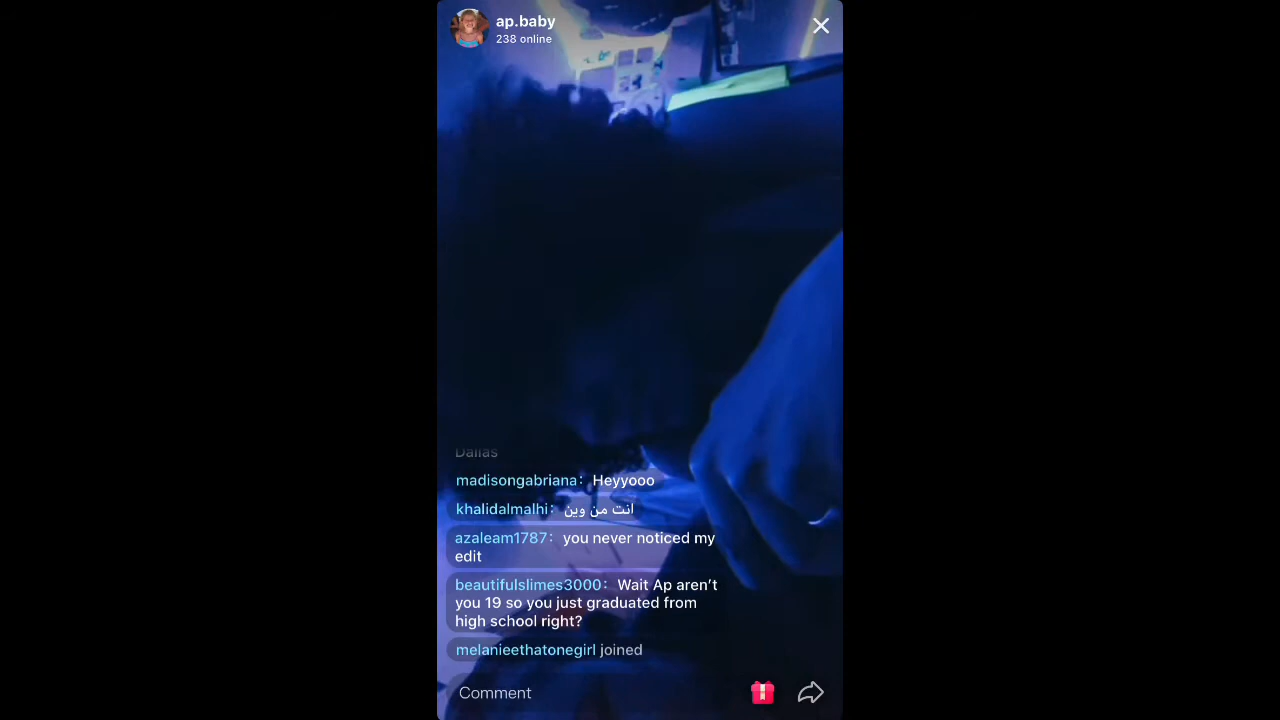 ap.baby
238 online
Dallas
madisongabriana: Heyyooo
khalidalmalhi: انت من وين
azaleam1787: you never noticed my
edit
beautifulslimes3000: Wait Ap aren't
you 19 so you just graduated from
high school right?
melanieethatonegirl joined
Comment